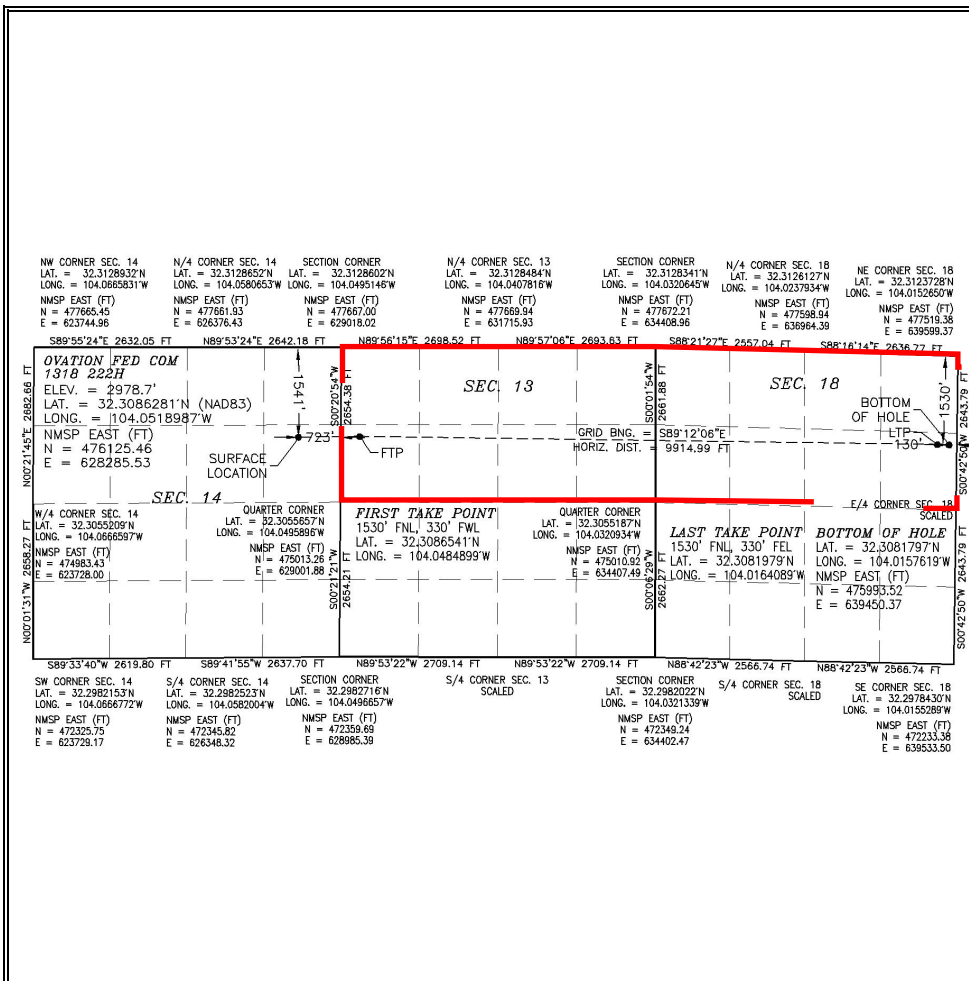 NW CORNER SEC. 14
LAT. = 32.3128932'N
LONG. = 104.0665831'W
NMSP EAST (FT)
N = 477665.45
E = 623744.96
N/4 CORNER SEC. 14
LAT. = 32.3128652'N
LONG. = 104.0580653'W
NMSP EAST (FT)
N = 477661.93
E = 626376.43
SECTION CORNER
LAT. = 32.3128602'N
LONG. = 104.0495146'W
NMSP EAST (FT)
N = 477667.00
E = 629018.02
N/4 CORNER SEC. 13
LAT. = 32.3128484'N
LONG. = 104.0407816'W
NMSP EAST (FT)
N = 477669.94
E = 631715.93
SECTION CORNER
LAT. = 32.3128341'N
LONG. = 104.0320645'W
NMSP EAST (FT)
N = 477672.21
E = 634408.96
N/4 CORNER SEC. 18
LAT. = 32.3126127'N
LONG. = 104.0237934'W
NMSP EAST (FT)
N = 477598.94
E = 636964.39
NE CORNER SEC. 18
LAT. = 32.3123728'N
LONG. = 104.0152650'W
NMSP EAST (FT)
N = 477519.38
E = 639599.37
S89°55'24"E 2632.05 FT
N89°53'24"E 2642.18 FT
N89°56'15"E 2698.52 FT
N89°57'06"E 2693.63 FT
S88°21'27"E 2557.04 FT
S88°16'14"E 2636.77 FT
OVATION FED COM
1318 222H
ELEV. = 2978.7'
LAT. = 32.3086281'N (NAD83)
LONG. = 104.0518987'W
NMSP EAST (FT)
N = 476125.46
E = 628285.53
N00°21'45"E 2682.66 FT
1541'
723'
SURFACE
LOCATION
S00°20'54"W
2654.38 FT
FTP
SEC. 13
S00°01'54"W
2661.88 FT
SEC. 18
GRID BNG. = S89°12'06"E
HORIZ. DIST. = 9914.99 FT
BOTTOM
OF HOLE
LTP
130'
1530'
S00°42'50"W 2643.79 FT
SEC. 14
W/4 CORNER SEC. 14
LAT. = 32.3055209'N
LONG. = 104.0666597'W
NMSP EAST (FT)
N = 474983.43
E = 623728.00
QUARTER CORNER
LAT. = 32.3055657'N
LONG. = 104.0495896'W
NMSP EAST (FT)
N = 475013.26
E = 629001.88
FIRST TAKE POINT
1530' FNL, 330' FWL
LAT. = 32.3086541'N
LONG. = 104.0484899'W
QUARTER CORNER
LAT. = 32.3055187'N
LONG. = 104.0320934'W
NMSP EAST (FT)
N = 475010.92
E = 634407.49
E/4 CORNER SEC. 18
SCALED
LAST TAKE POINT
1530' FNL, 330' FEL
LAT. = 32.3081979'N
LONG. = 104.0164089'W
BOTTOM OF HOLE
LAT. = 32.3081797'N
LONG. = 104.0157619'W
NMSP EAST (FT)
N = 475993.52
E = 639450.37
N00°01'31"W 2658.27 FT
S00°21'21"W
2654.21 FT
S00°06'29"W
2662.27 FT
S00°42'50"W 2643.79 FT
S89°33'40"W 2619.80 FT
S89°41'55"W 2637.70 FT
N89°53'22"W 2709.14 FT
N89°53'22"W 2709.14 FT
N88°42'23"W 2566.74 FT
N88°42'23"W 2566.74 FT
SW CORNER SEC. 14
LAT. = 32.2982153'N
LONG. = 104.0666772'W
NMSP EAST (FT)
N = 472325.75
E = 623729.17
S/4 CORNER SEC. 14
LAT. = 32.2982523'N
LONG. = 104.0582004'W
NMSP EAST (FT)
N = 472345.82
E = 626348.32
SECTION CORNER
LAT. = 32.2982716'N
LONG. = 104.0496657'W
NMSP EAST (FT)
N = 472359.69
E = 628985.39
S/4 CORNER SEC. 13
SCALED
SECTION CORNER
LAT. = 32.2982022'N
LONG. = 104.0321339'W
NMSP EAST (FT)
N = 472349.24
E = 634402.47
S/4 CORNER SEC. 18
SCALED
SE CORNER SEC. 18
LAT. = 32.2978430'N
LONG. = 104.0155289'W
NMSP EAST (FT)
N = 472233.38
E = 639533.50